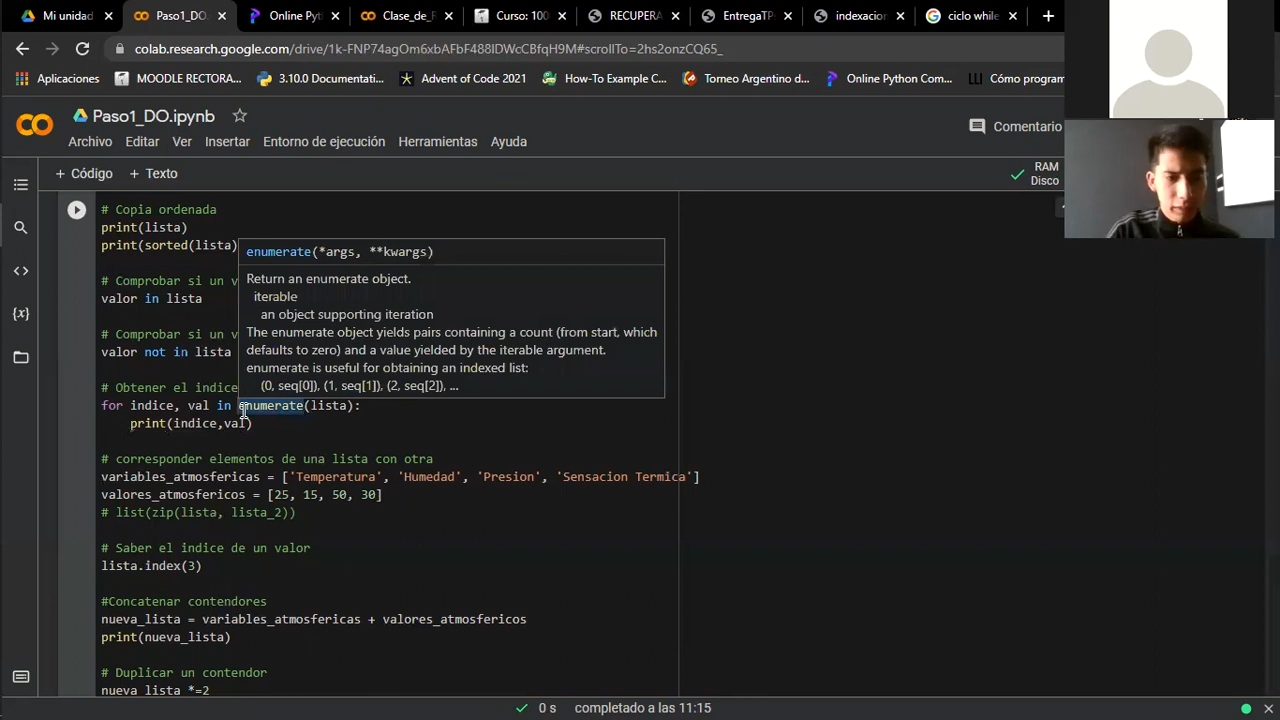 Mi unidad
Paso1_DO.
Online Pyt
Clase_de_F
Curso: 100
RECUPERA
EntregaTP
indexacior
ciclo while
colab.research.google.com/drive/1k-FNP74agOm6xbAFbF488IDWcCBfqH9M#scrollTo=2hs2onzCQ65_
Aplicaciones
MOODLE RECTORA...
3.10.0 Documentati...
Advent of Code 2021
How-To Example C...
Torneo Argentino d...
Online Python Com...
Cómo program
Paso1_DO.ipynb
Archivo Editar Ver Insertar Entorno de ejecución Herramientas Ayuda
Comentario
+ Código + Texto
RAM
Disco
# Copia ordenada
print(lista)
print(sorted(lista)
enumerate(*args, **kwargs)
Return an enumerate object.
iterable
an object supporting iteration
The enumerate object yields pairs containing a count (from start, which
defaults to zero) and a value yielded by the iterable argument.
enumerate is useful for obtaining an indexed list:
(0, seq[0]), (1, seq[1]), (2, seq[2]), ...
# Comprobar si un v
valor in lista
# Comprobar si un v
valor not in lista
# Obtener el indice
for indice, val in enumerate(lista):
print(indice,val)
# corresponder elementos de una lista con otra
variables_atmosfericas = ['Temperatura', 'Humedad', 'Presion', 'Sensacion Termica']
valores_atmosfericos = [25, 15, 50, 30]
# list(zip(lista, lista_2))
# Saber el indice de un valor
lista.index(3)
#Concatenar contendores
nueva_lista = variables_atmosfericas + valores_atmosfericos
print(nueva_lista)
# Duplicar un contendor
nueva_lista *=2
0 s completado a las 11:15